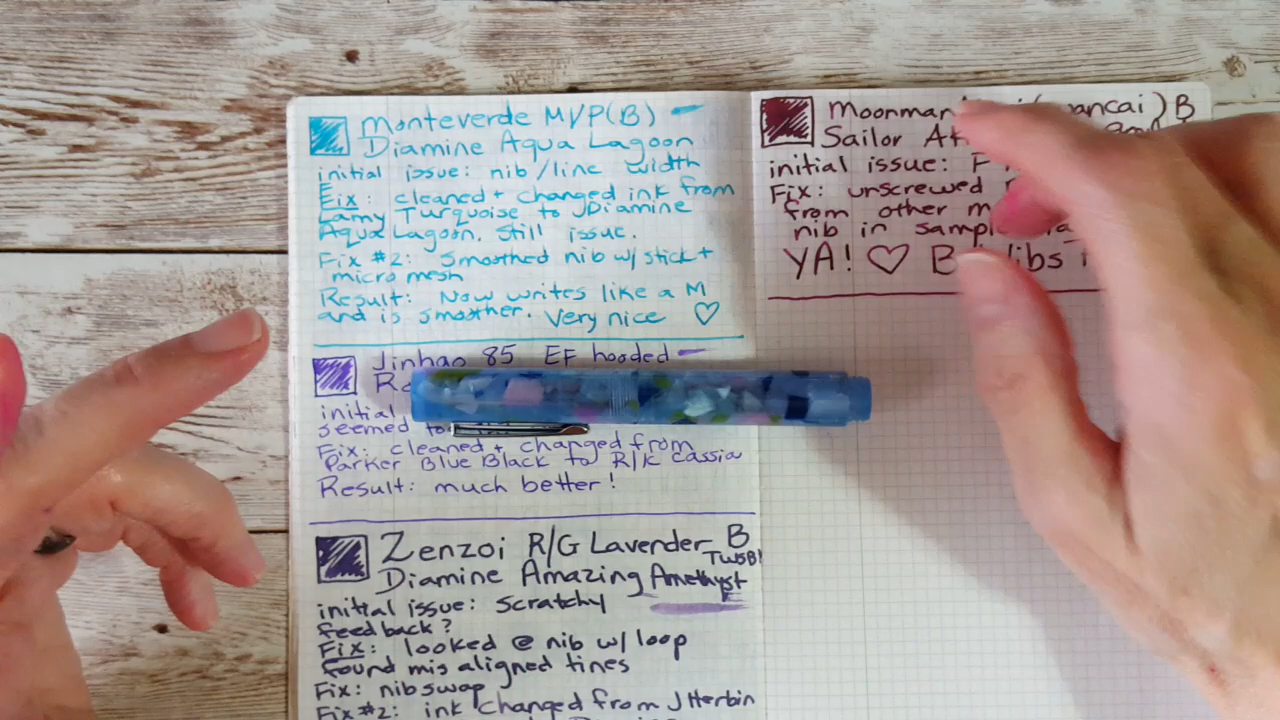 Monteverde MVP(B)
Diamine Aqua Lagoon
initial issue: nib/line width
Fix: cleaned + changed ink from
Lamy Turquoise to Diamine
Aqua Lagoon. Still issue.
Fix #2: Smoothed nib w/ stick +
micro mesh
Result: Now writes like a M
and is smoother. Very nice ♡
Jinhao 85 EF hooded
initial
seemed to
Fix: cleaned + changed from
Parker Blue Black to R/K Cassia
Result: much better!
Zenzoi R/G Lavender B
TWSBI
Diamine Amazing Amethyst
initial issue: scratchy
feedback?
Fix: looked @ nib w/ loop
found mis aligned tines
Fix: nib swap
Fix #2: ink changed from J Herbin
Moonman B
Sailor
initial issue:
Fix: unscrewed
from other
nib in
YA! ♡